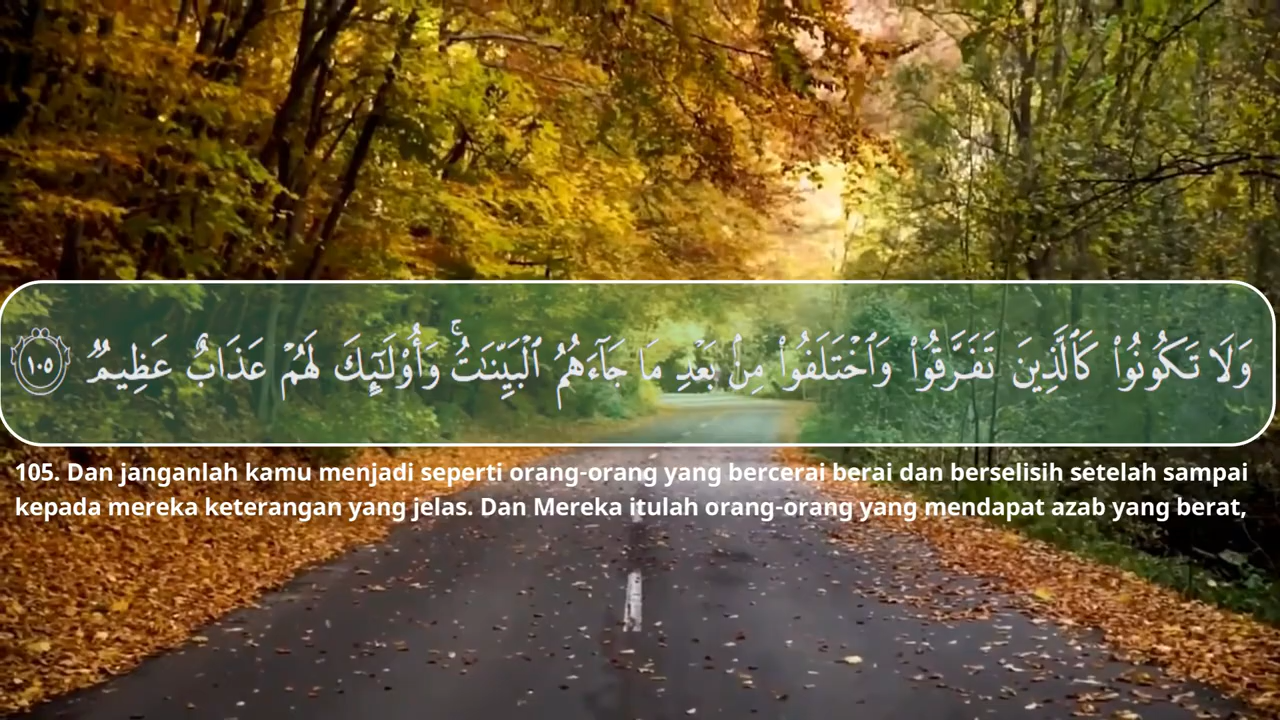 وَلَا تَكُونُوا۟ كَٱلَّذِينَ تَفَرَّقُوا۟ وَٱخْتَلَفُوا۟ مِنۢ بَعْدِ مَا جَآءَهُمُ ٱلْبَيِّنَـٰتُ ۚ وَأُو۟لَـٰٓئِكَ لَهُمْ عَذَابٌ عَظِيمٌ ١٠٥
105. Dan janganlah kamu menjadi seperti orang-orang yang bercerai berai dan berselisih setelah sampai
kepada mereka keterangan yang jelas. Dan Mereka itulah orang-orang yang mendapat azab yang berat,